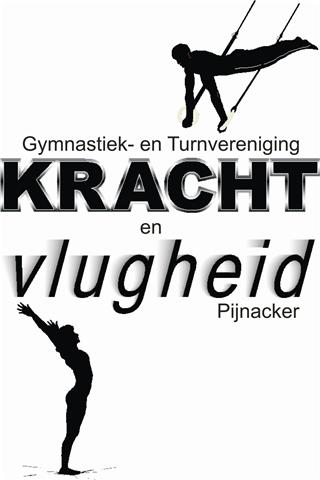 Gymnastiek- en Turnvereniging
KRACHT
en
vlugheid
Pijnacker